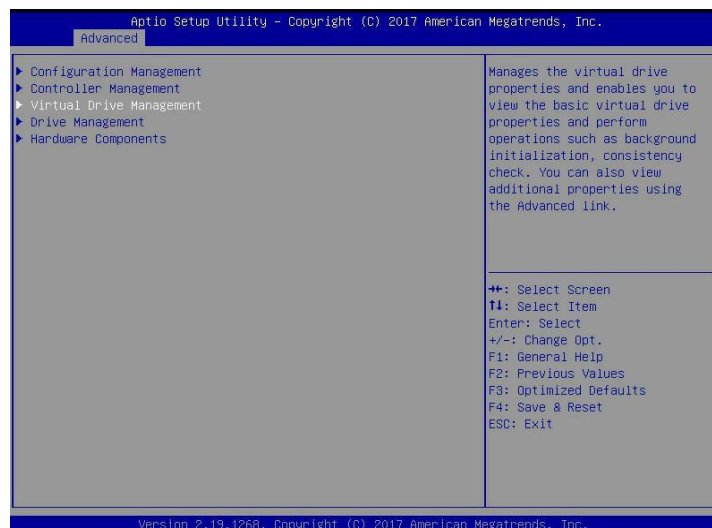 Aptio Setup Utility – Copyright (C) 2017 American Megatrends, Inc.
Advanced
Configuration Management
Controller Management
Virtual Drive Management
Drive Management
Hardware Components
Manages the virtual drive
properties and enables you to
view the basic virtual drive
properties and perform
operations such as background
initialization, consistency
check. You can also view
additional properties using
the Advanced link.
→←: Select Screen
↑↓: Select Item
Enter: Select
+/-: Change Opt.
F1: General Help
F2: Previous Values
F3: Optimized Defaults
F4: Save & Reset
ESC: Exit
Version 2.19.1268. Copyright (C) 2017 American Megatrends, Inc.